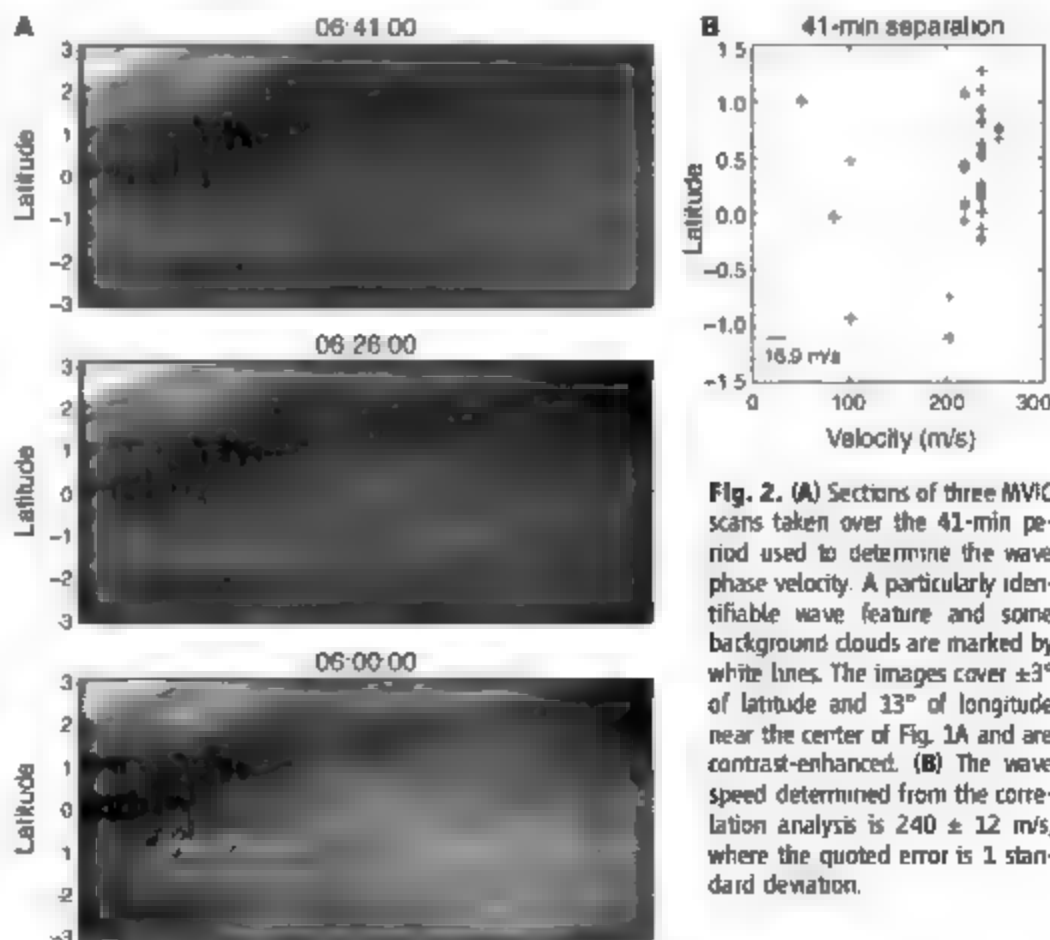 A
06:41:00
3
2
1
0
-1
-2
-3
Latitude
06:26:00
3
2
1
0
-1
-2
-3
Latitude
06:00:00
3
2
1
0
1
-2
-3
Latitude
B
41-min separation
1.5
1.0
0.5
0.0
-0.5
-1.0
-1.5
Latitude
16.9 m/s
0 100 200 300
Velocity (m/s)
Fig. 2. (A) Sections of three MVIC
scans taken over the 41-min pe-
riod used to determine the wave
phase velocity. A particularly iden-
tifiable wave feature and some
background clouds are marked by
white lines. The images cover ±3°
of latitude and 13° of longitude
near the center of Fig. 1A and are
contrast-enhanced. (B) The wave
speed determined from the corre-
lation analysis is 240 ± 12 m/s,
where the quoted error is 1 stan-
dard deviation.